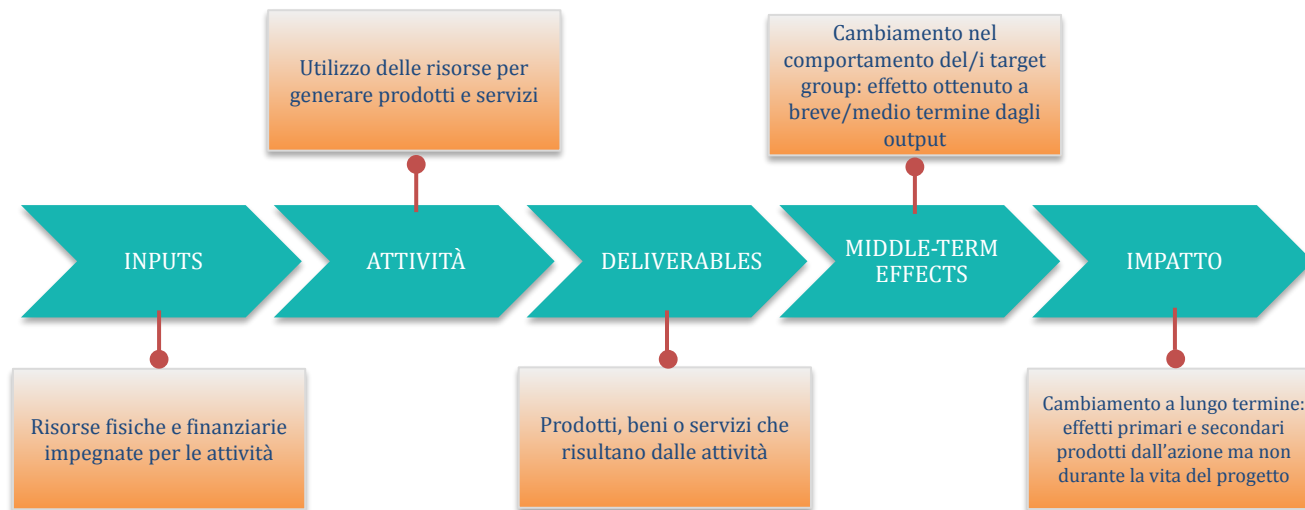 Utilizzo delle risorse per
generare prodotti e servizi
Cambiamento nel
comportamento del/i target
group: effetto ottenuto a
breve/medio termine dagli
output
INPUTS
ATTIVITÀ
DELIVERABLES
MIDDLE-TERM
EFFECTS
IMPATTO
Risorse fisiche e finanziarie
impegnate per le attività
Prodotti, beni o servizi che
risultano dalle attività
Cambiamento a lungo termine:
effetti primari e secondari
prodotti dall’azione ma non
durante la vita del progetto